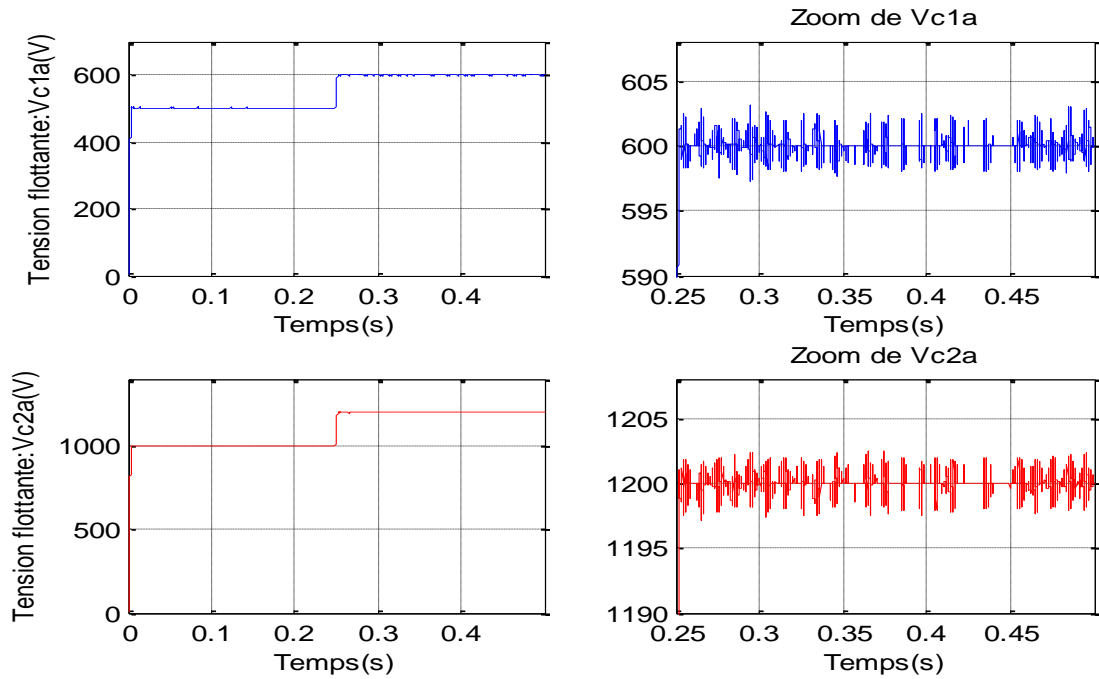 Tension flottante:Vc1a(V)
600
400
200
0
0 0.1 0.2 0.3 0.4
Temps(s)
Zoom de Vc1a
605
600
595
590
0.25 0.3 0.35 0.4 0.45
Temps(s)
Tension flottante:Vc2a(V)
1000
500
0
0 0.1 0.2 0.3 0.4
Temps(s)
Zoom de Vc2a
1205
1200
1195
1190
0.25 0.3 0.35 0.4 0.45
Temps(s)